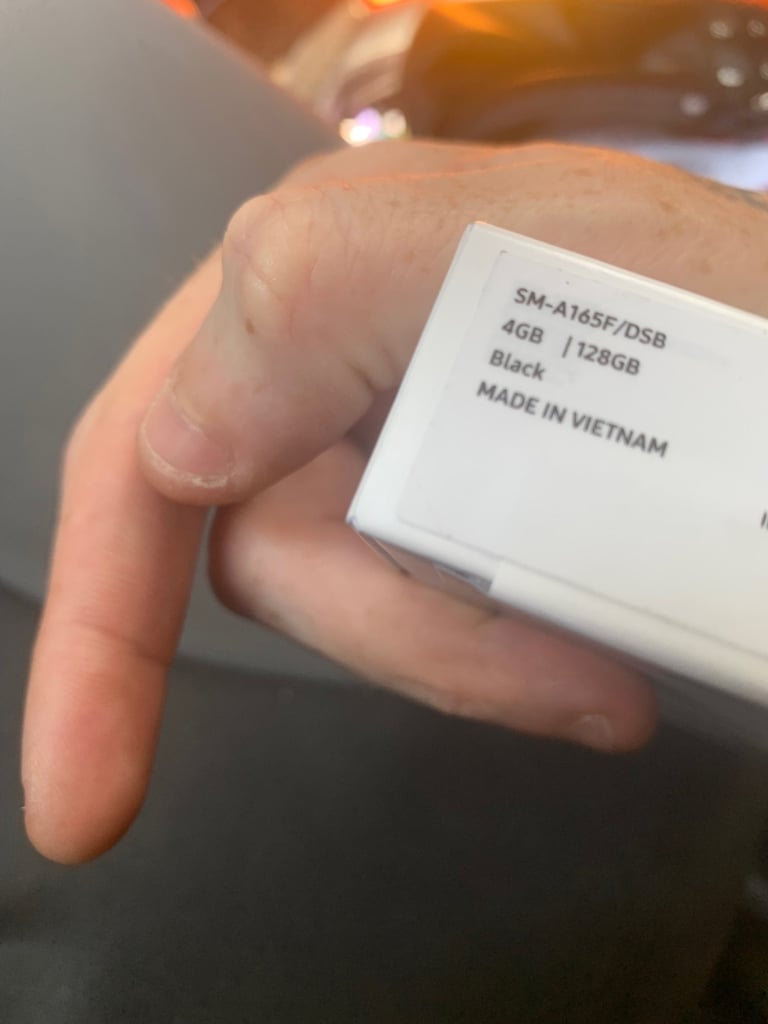 SM-A165F/DSB
4GB | 128GB
Black
MADE IN VIETNAM